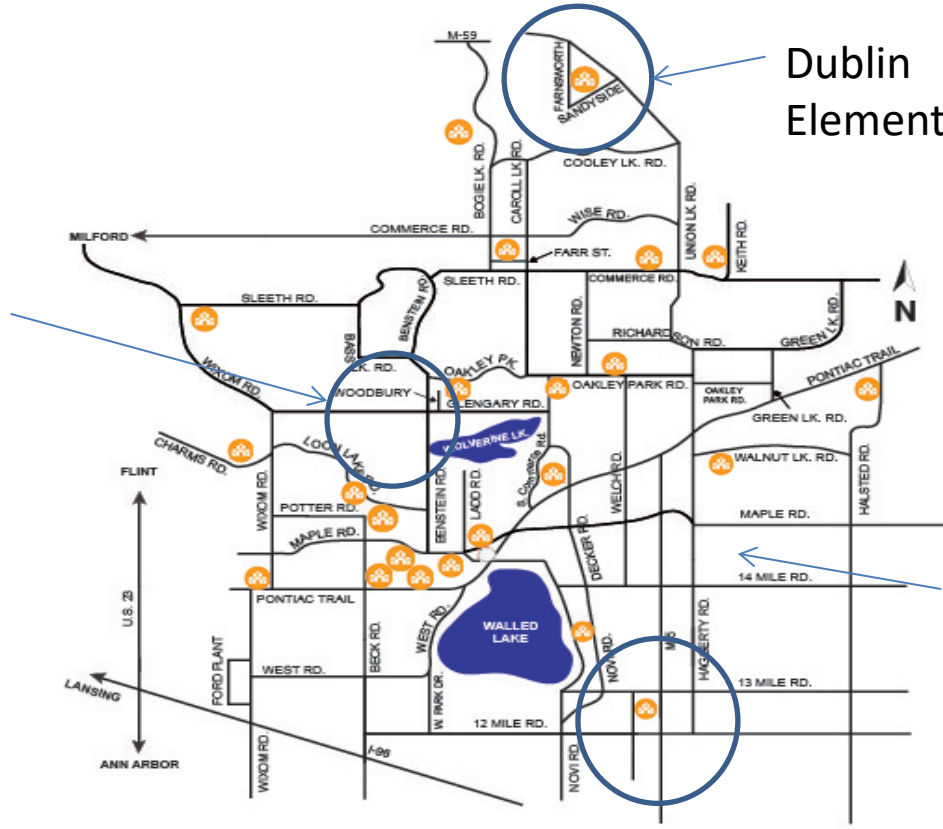 M-59
Dublin
Element
FARNSWORTH
SANDYSIDE
COOLEY LK. RD.
BOGIE LK. RD.
CAROLL LK. RD.
UNION LK. RD.
KEITH RD.
WISE RD.
COMMERCE RD.
MILFORD
FARR ST.
SLEETH RD.
COMMERCE RD.
N
SLEETH RD.
BENSTEIN RD.
BASS
LK. RD.
NEWTON RD.
RICHARDSON RD.
GREEN LK. RD.
WIXOM RD.
OAKLEY PK.
PONTIAC TRAIL
WOODBURY
GLENGARY RD.
OAKLEY PARK RD.
OAKLEY
PARK RD.
GREEN LK. RD.
WOLVERINE LK.
CHARMS RD.
LOON LAKE RD.
S. Commerce Rd.
WALNUT LK. RD.
FLINT
WIXOM RD.
BENSTEIN RD.
LADD RD.
WELCH RD.
HALSTED RD.
POTTER RD.
MAPLE RD.
MAPLE RD.
DECKER RD.
14 MILE RD.
PONTIAC TRAIL
U.S. 23
WALLED
LAKE
WEST RD.
BECK RD.
NOVI RD.
M-5
HAGGERTY RD.
FORD PLANT
WEST RD.
LANSING
W. PARK DR.
13 MILE RD.
12 MILE RD.
I-96
ANN ARBOR
WIXOM RD.
NOVI RD.